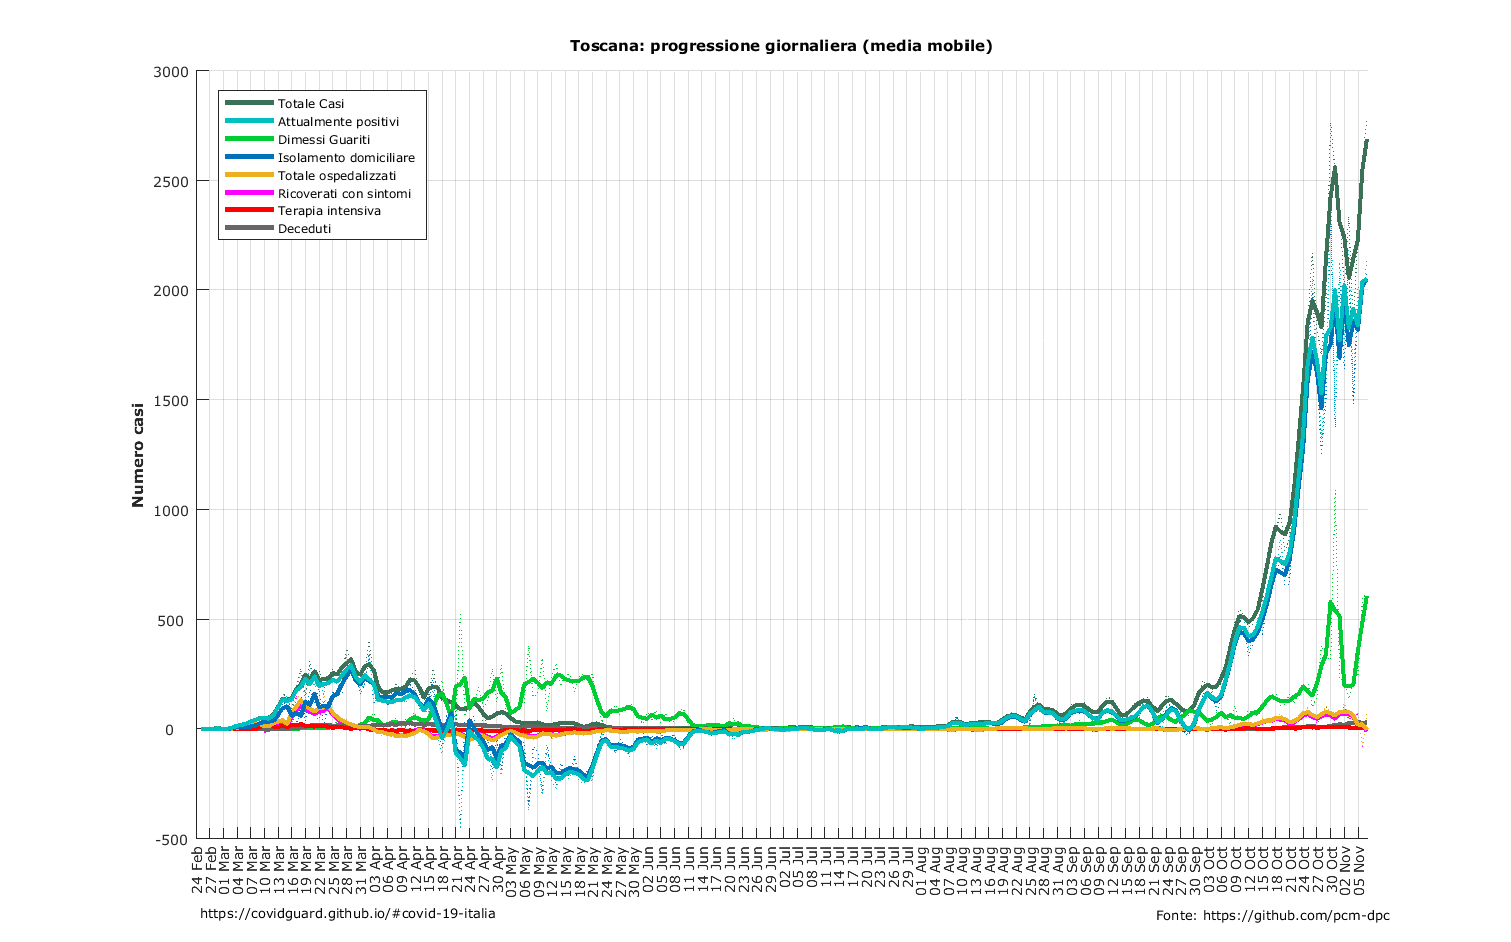 Toscana: progressione giornaliera (media mobile)
3000
2500
2000
1500
1000
500
0
-500
Numero casi
Totale Casi
Attualmente positivi
Dimessi Guariti
Isolamento domiciliare
Totale ospedalizzati
Ricoverati con sintomi
Terapia intensiva
Deceduti
24 Feb
27 Feb
01 Mar
04 Mar
07 Mar
10 Mar
13 Mar
16 Mar
19 Mar
22 Mar
25 Mar
28 Mar
31 Mar
03 Apr
06 Apr
09 Apr
12 Apr
15 Apr
18 Apr
21 Apr
24 Apr
27 Apr
30 Apr
03 May
06 May
09 May
12 May
15 May
18 May
21 May
24 May
27 May
30 May
02 Jun
05 Jun
08 Jun
11 Jun
14 Jun
17 Jun
20 Jun
23 Jun
26 Jun
29 Jun
02 Jul
05 Jul
08 Jul
11 Jul
14 Jul
17 Jul
20 Jul
23 Jul
26 Jul
29 Jul
01 Aug
04 Aug
07 Aug
10 Aug
13 Aug
16 Aug
19 Aug
22 Aug
25 Aug
28 Aug
31 Aug
03 Sep
06 Sep
09 Sep
12 Sep
15 Sep
18 Sep
21 Sep
24 Sep
27 Sep
30 Sep
03 Oct
06 Oct
09 Oct
12 Oct
15 Oct
18 Oct
21 Oct
24 Oct
27 Oct
30 Oct
02 Nov
05 Nov
https://covidguard.github.io/#covid-19-italia
Fonte: https://github.com/pcm-dpc